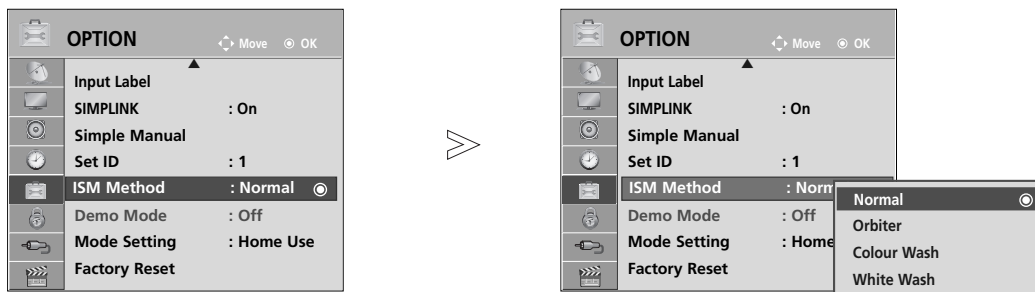 OPTION
Move OK
Input Label
SIMPLINK : On
Simple Manual
Set ID : 1
ISM Method : Normal
Demo Mode : Off
Mode Setting : Home Use
Factory Reset
OPTION
Move OK
Input Label
SIMPLINK : On
Simple Manual
Set ID : 1
ISM Method : Norm
Demo Mode : Off
Mode Setting : Home
Factory Reset
Normal
Orbiter
Colour Wash
White Wash